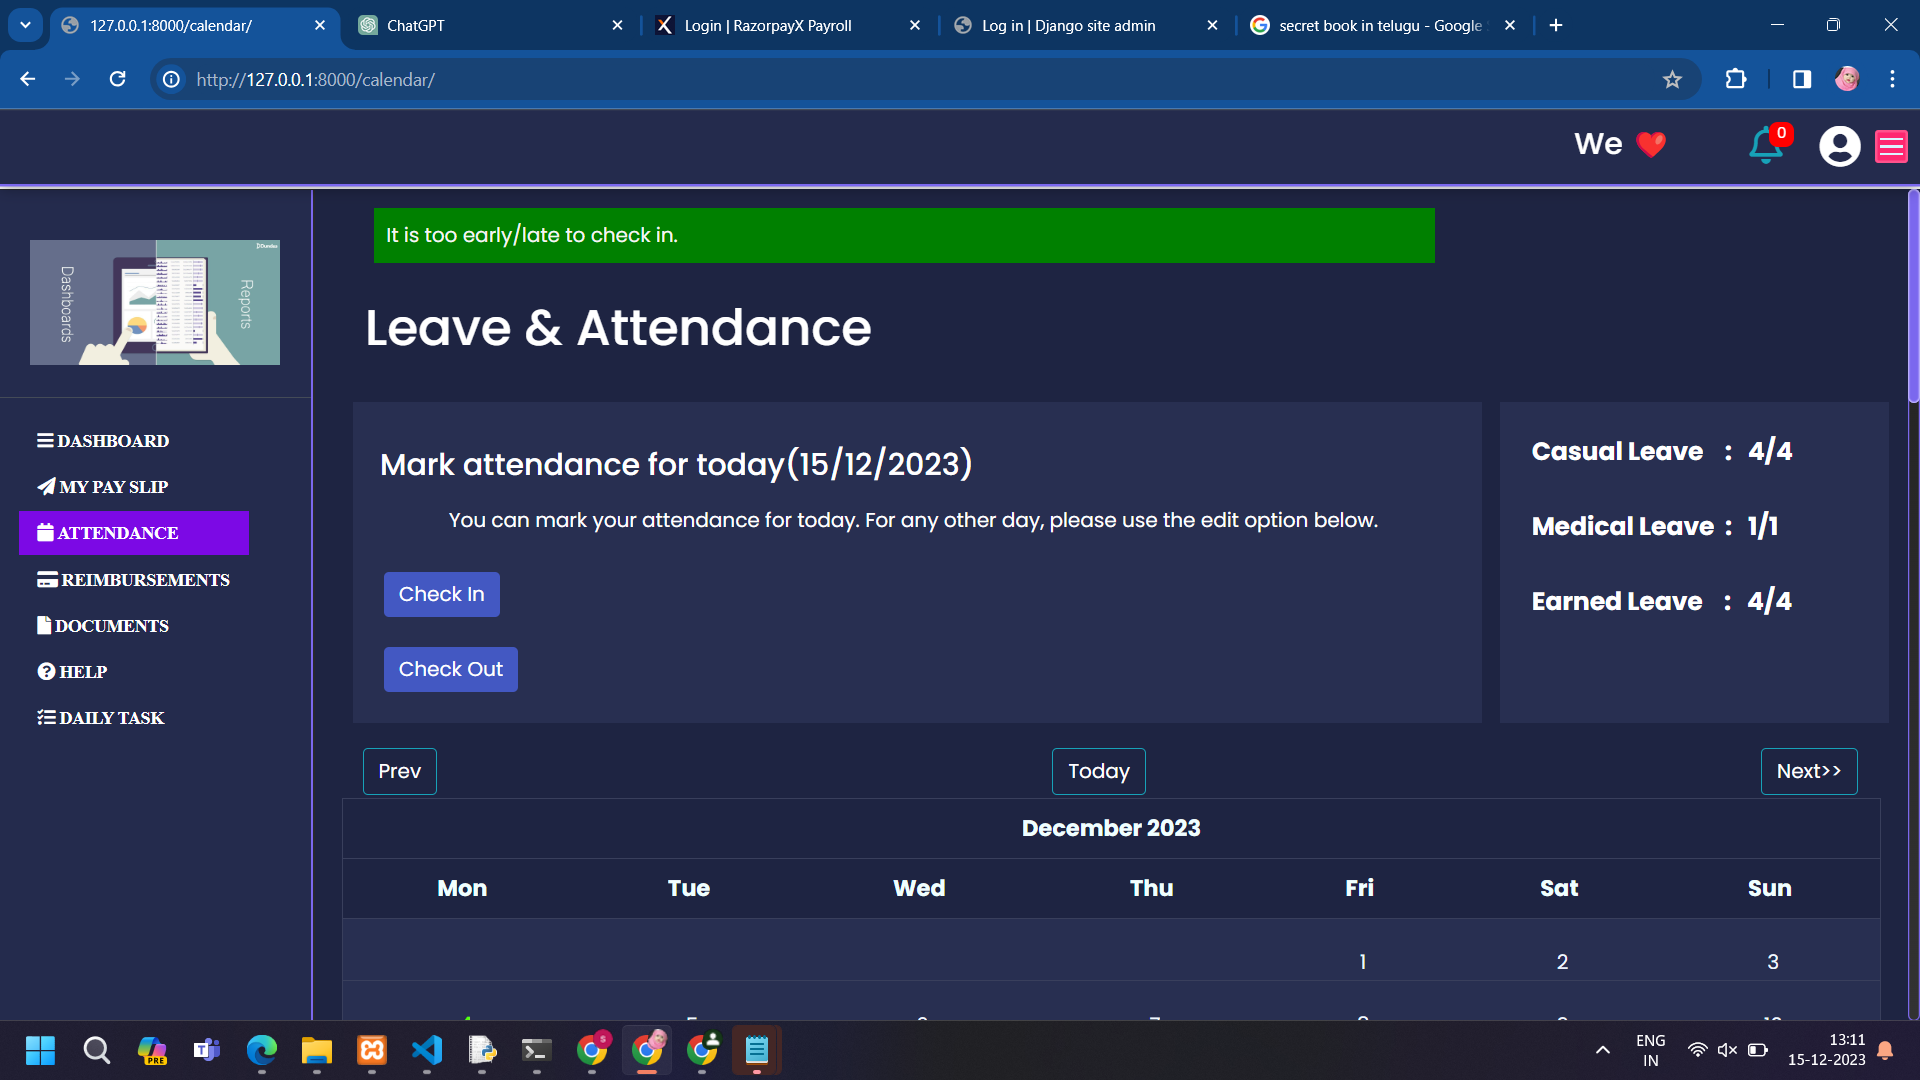 127.0.0.1:8000/calendar/
ChatGPT
Login | RazorpayX Payroll
Log in | Django site admin
secret book in telugu - Google
http://127.0.0.1:8000/calendar/
We ❤️
0
Dashboards
Reports
Dundas
It is too early/late to check in.
Leave & Attendance
DASHBOARD
MY PAY SLIP
ATTENDANCE
REIMBURSEMENTS
DOCUMENTS
HELP
DAILY TASK
Mark attendance for today(15/12/2023)
You can mark your attendance for today. For any other day, please use the edit option below.
Check In
Check Out
Casual Leave : 4/4
Medical Leave : 1/1
Earned Leave : 4/4
Prev
Today
Next>>
December 2023
Mon Tue Wed Thu Fri Sat Sun
1 2 3
PRE
S
ENG
IN
13:11
15-12-2023